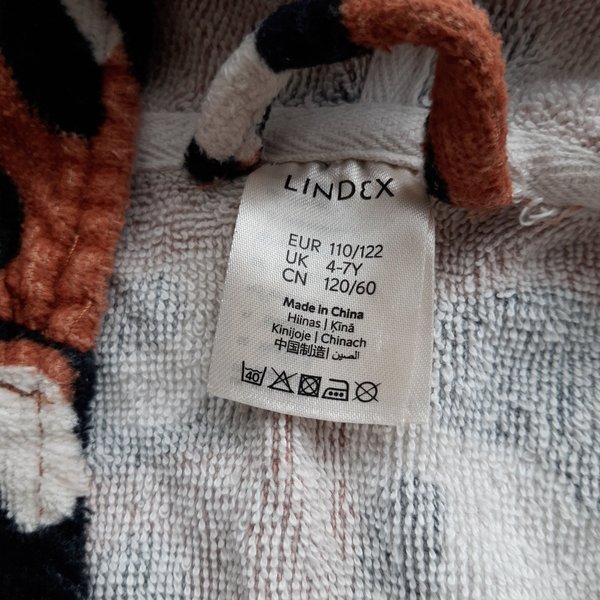 LINDEX
EUR 110/122
UK 4-7Y
CN 120/60
Made in China
Hiinas | Ķīnā
Kinijoje | Chinach
中国制造 | الصين
40